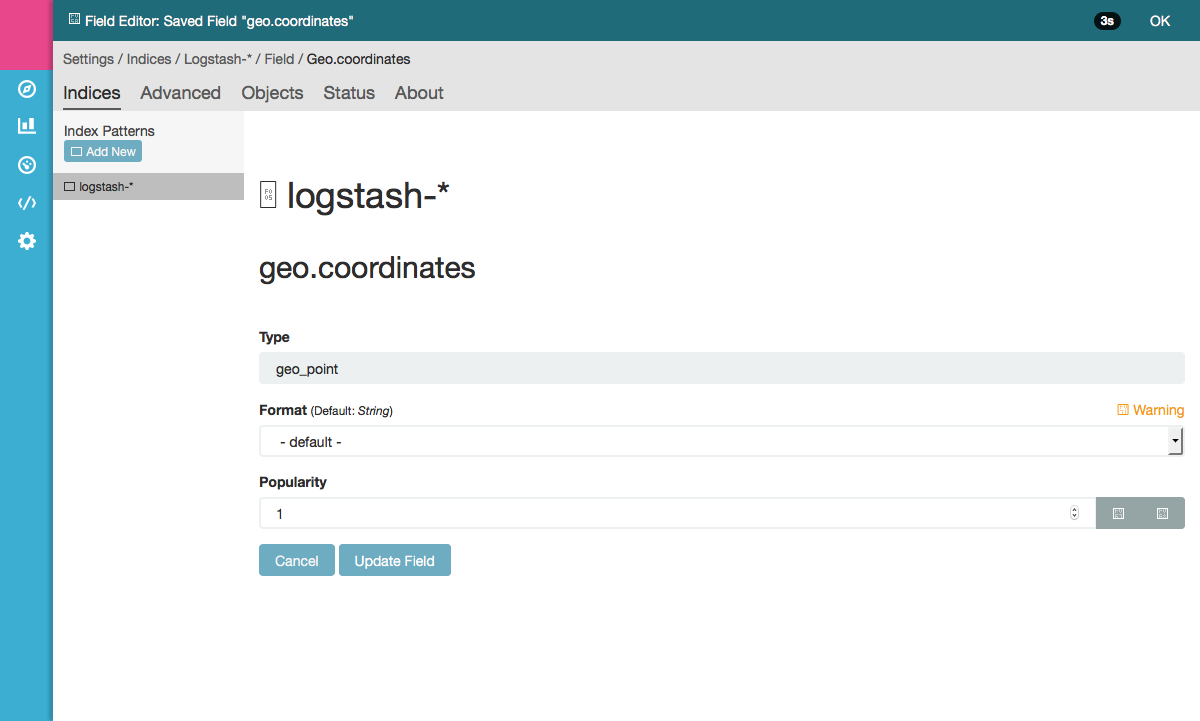 Field Editor: Saved Field "geo.coordinates" 3s OK
Settings / Indices / Logstash-* / Field / Geo.coordinates
Indices Advanced Objects Status About
Index Patterns
Add New
logstash-*
logstash-*
geo.coordinates
Type
geo_point
Format (Default: String) Warning
- default -
Popularity
1
Cancel Update Field